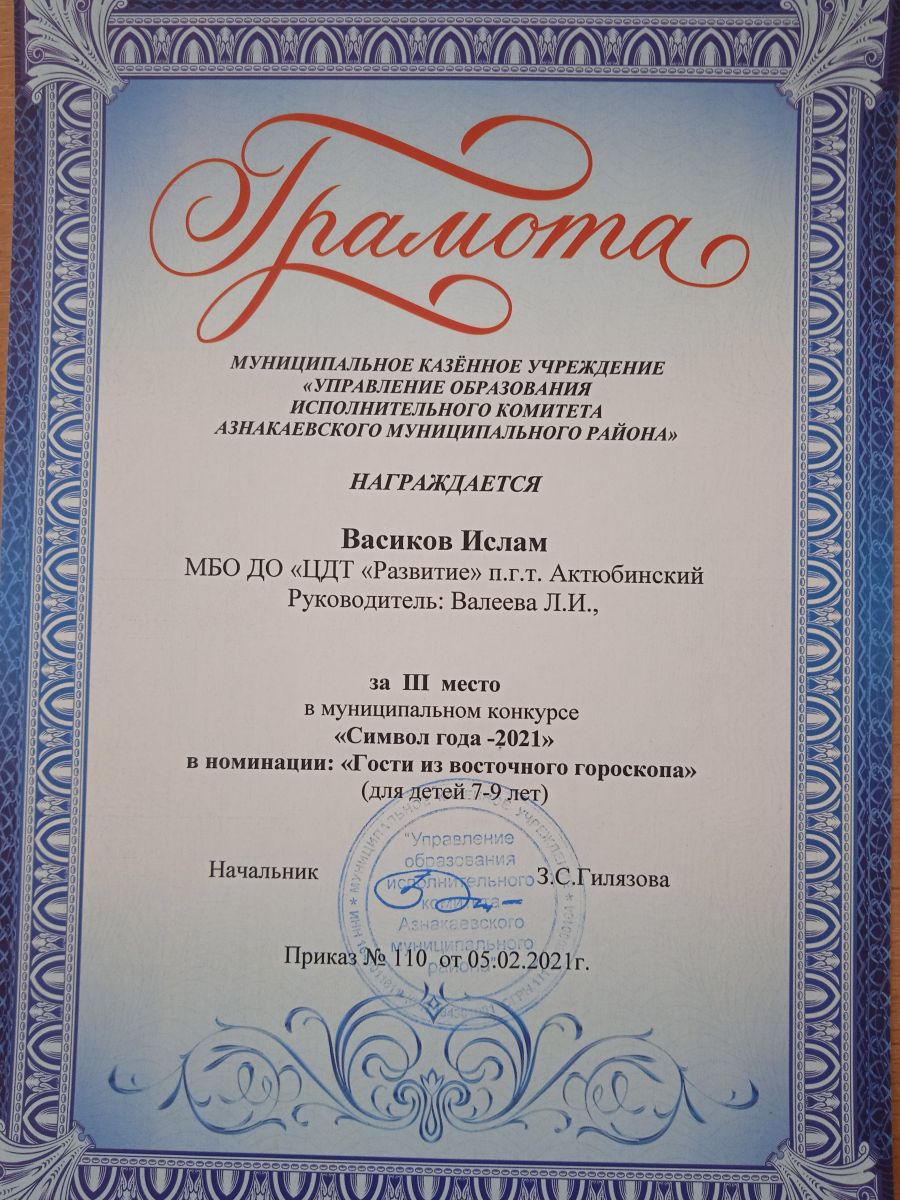 Грамота
МУНИЦИПАЛЬНОЕ КАЗЁННОЕ УЧРЕЖДЕНИЕ
«УПРАВЛЕНИЕ ОБРАЗОВАНИЯ
ИСПОЛНИТЕЛЬНОГО КОМИТЕТА
АЗНАКАЕВСКОГО МУНИЦИПАЛЬНОГО РАЙОНА»
НАГРАЖДАЕТСЯ
Васиков Ислам
МБО ДО «ЦДТ «Развитие» п.г.т. Актюбинский
Руководитель: Валеева Л.И.,
за III место
в муниципальном конкурсе
«Символ года -2021»
в номинации: «Гости из восточного гороскопа»
(для детей 7-9 лет)
"Управление
образования
исполнительного
комитета
Азнакаевского
муниципального
района"
Начальник З.С.Гилязова
Приказ № 110 от 05.02.2021г.